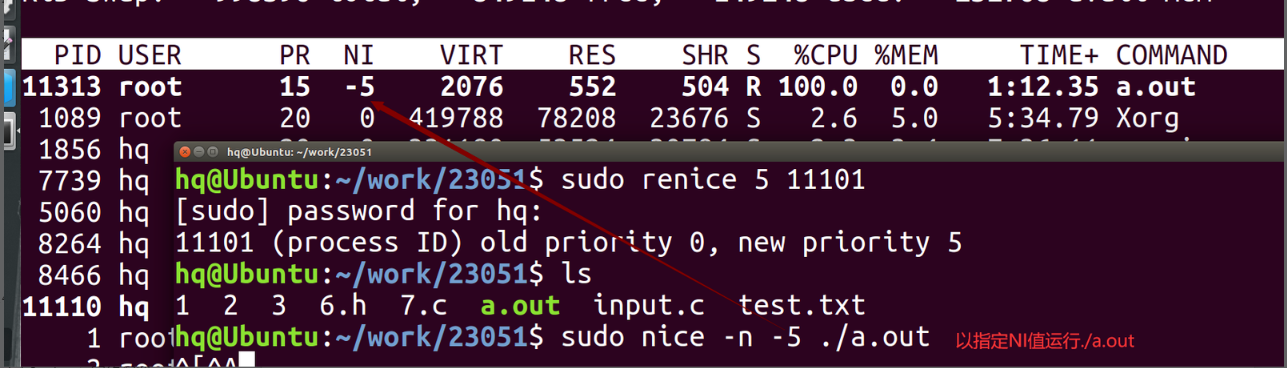 PID USER PR NI VIRT RES SHR S %CPU %MEM TIME+ COMMAND
11313 root 15 -5 2076 552 504 R 100.0 0.0 1:12.35 a.out
1089 root 20 0 419788 78208 23676 S 2.6 5.0 5:34.79 Xorg
1856 hq
hq@Ubuntu: ~/work/23051
7739 hq
hq@Ubuntu:~/work/23051$ sudo renice 5 11101
5060 hq
[sudo] password for hq:
8264 hq
11101 (process ID) old priority 0, new priority 5
8466 hq
hq@Ubuntu:~/work/23051$ ls
11110 hq
1 2 3 6.h 7.c a.out input.c test.txt
1 roo
hq@Ubuntu:~/work/23051$ sudo nice -n -5 ./a.out
以指定NI值运行./a.out
^[^A